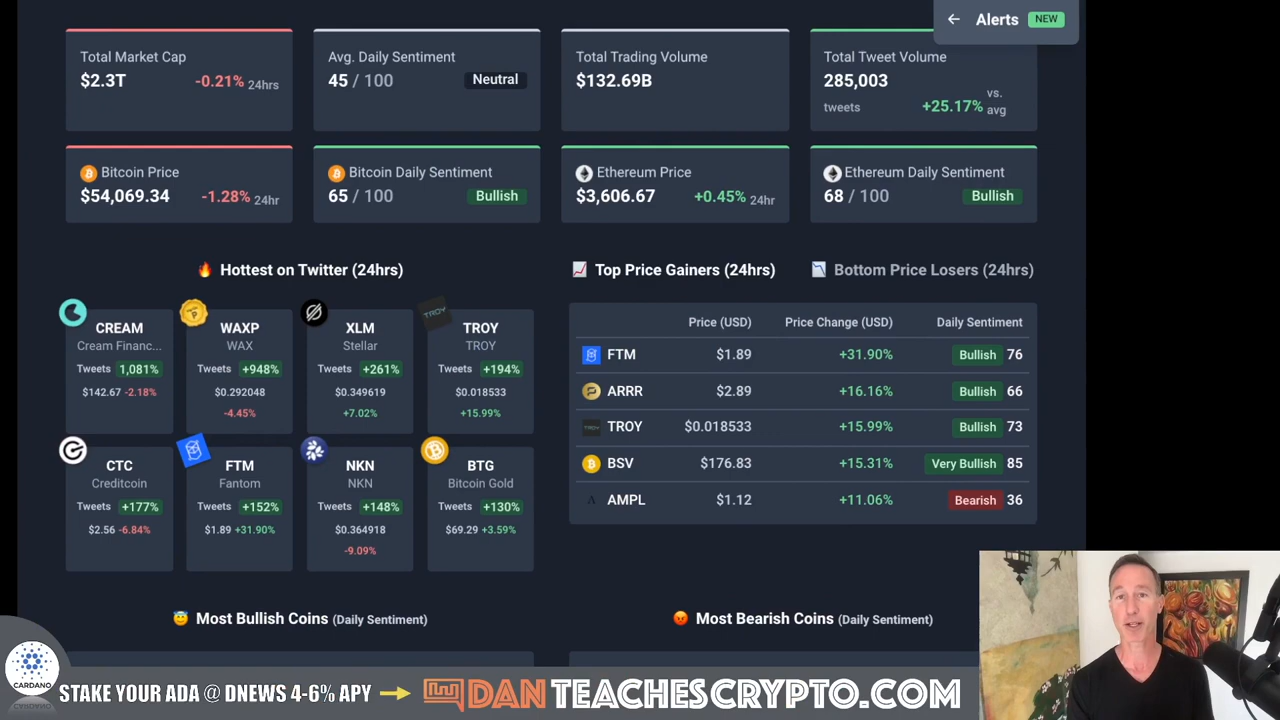 Alerts NEW
Total Market Cap
$2.3T -0.21% 24hrs
Avg. Daily Sentiment
45 / 100 Neutral
Total Trading Volume
$132.69B
Total Tweet Volume
285,003 tweets +25.17% vs. avg
Bitcoin Price
$54,069.34 -1.28% 24hr
Bitcoin Daily Sentiment
65 / 100 Bullish
Ethereum Price
$3,606.67 +0.45% 24hr
Ethereum Daily Sentiment
68 / 100 Bullish
Hottest on Twitter (24hrs)
CREAM
Cream Financ...
Tweets 1,081%
$142.67 -2.18%
WAXP
WAX
Tweets +948%
$0.292048
-4.45%
XLM
Stellar
Tweets +261%
$0.349619
+7.02%
TROY
TROY
TROY
Tweets +194%
$0.018533
+15.99%
CTC
Creditcoin
Tweets +177%
$2.56 -6.84%
FTM
Fantom
Tweets +152%
$1.89 +31.90%
NKN
NKN
Tweets +148%
$0.364918
-9.09%
BTG
Bitcoin Gold
Tweets +130%
$69.29 +3.59%
Top Price Gainers (24hrs) Bottom Price Losers (24hrs)
Price (USD) Price Change (USD) Daily Sentiment
FTM $1.89 +31.90% Bullish 76
ARRR $2.89 +16.16% Bullish 66
TROY TROY $0.018533 +15.99% Bullish 73
BSV $176.83 +15.31% Very Bullish 85
AMPL $1.12 +11.06% Bearish 36
Most Bullish Coins (Daily Sentiment)
Most Bearish Coins (Daily Sentiment)
CARDANO
STAKE YOUR ADA @ DNEWS 4-6% APY
DANTEACHESCRYPTO.COM